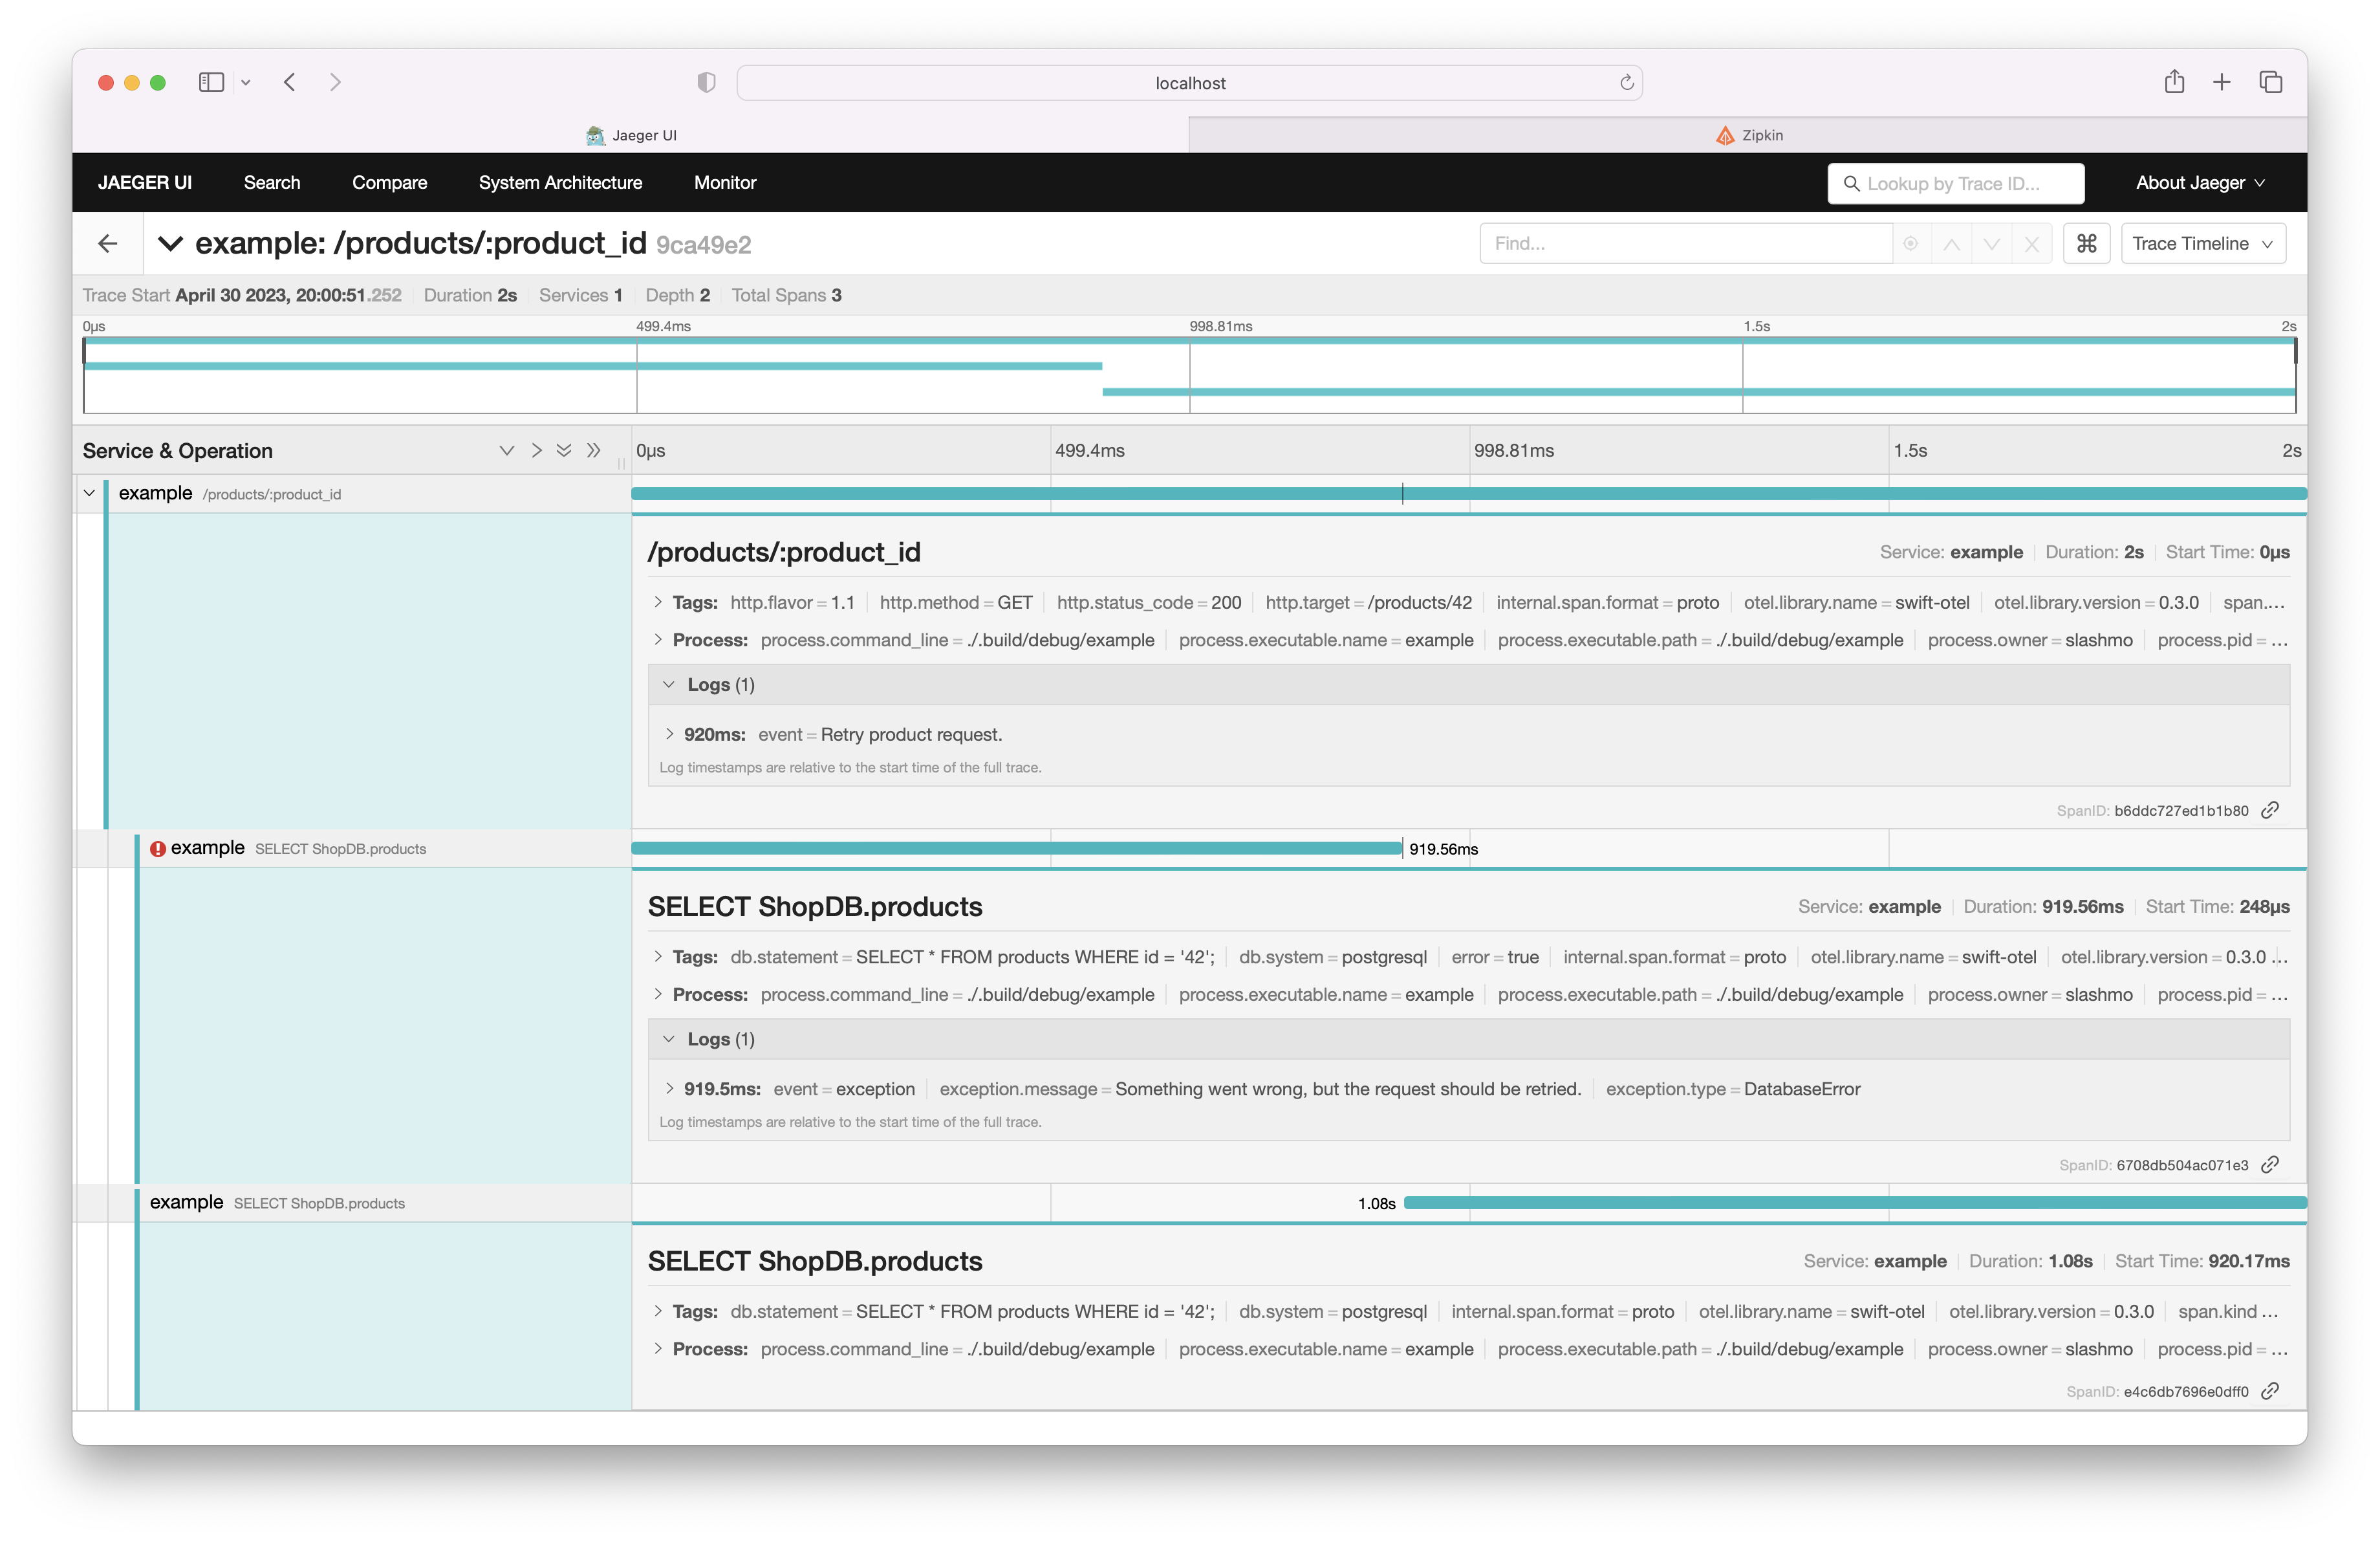 localhost
Jaeger UI
Zipkin
JAEGER UI Search Compare System Architecture Monitor Lookup by Trace ID... About Jaeger
example: /products/:product_id 9ca49e2 Find... ⌘ Trace Timeline
Trace Start April 30 2023, 20:00:51.252 Duration 2s Services 1 Depth 2 Total Spans 3
0μs 499.4ms 998.81ms 1.5s 2s
Service & Operation 0μs 499.4ms 998.81ms 1.5s 2s
example /products/:product_id
/products/:product_id Service: example Duration: 2s Start Time: 0μs
Tags: http.flavor = 1.1 http.method = GET http.status_code = 200 http.target = /products/42 internal.span.format = proto otel.library.name = swift-otel otel.library.version = 0.3.0 span....
Process: process.command_line = ./.build/debug/example process.executable.name = example process.executable.path = ./.build/debug/example process.owner = slashmo process.pid = ...
Logs (1)
920ms: event = Retry product request.
Log timestamps are relative to the start time of the full trace.
SpanID: b6ddc727ed1b1b80
example SELECT ShopDB.products 919.56ms
SELECT ShopDB.products Service: example Duration: 919.56ms Start Time: 248μs
Tags: db.statement = SELECT * FROM products WHERE id = '42'; db.system = postgresql error = true internal.span.format = proto otel.library.name = swift-otel otel.library.version = 0.3.0 ...
Process: process.command_line = ./.build/debug/example process.executable.name = example process.executable.path = ./.build/debug/example process.owner = slashmo process.pid = ...
Logs (1)
919.5ms: event = exception exception.message = Something went wrong, but the request should be retried. exception.type = DatabaseError
Log timestamps are relative to the start time of the full trace.
SpanID: 6708db504ac071e3
example SELECT ShopDB.products 1.08s
SELECT ShopDB.products Service: example Duration: 1.08s Start Time: 920.17ms
Tags: db.statement = SELECT * FROM products WHERE id = '42'; db.system = postgresql internal.span.format = proto otel.library.name = swift-otel otel.library.version = 0.3.0 span.kind ...
Process: process.command_line = ./.build/debug/example process.executable.name = example process.executable.path = ./.build/debug/example process.owner = slashmo process.pid = ...
SpanID: e4c6db7696e0dff0